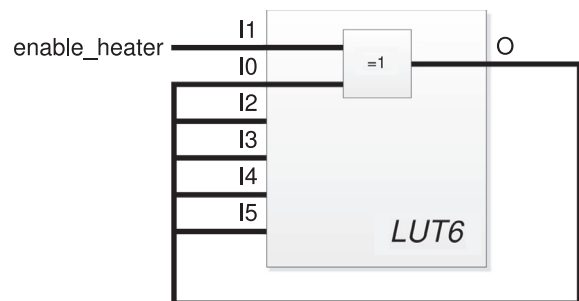 I1
enable_heater
=1
O
I0
I2
I3
I4
I5
LUT6